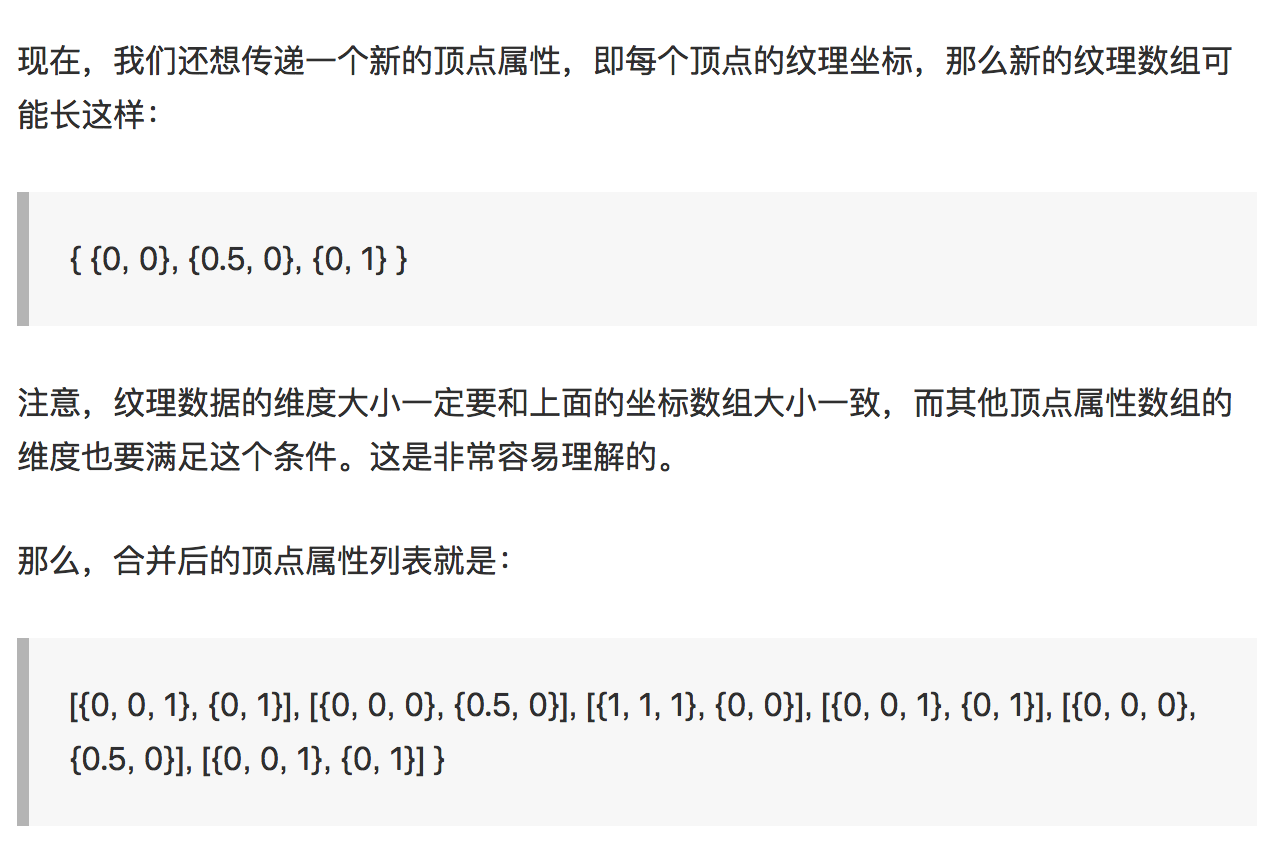 现在，我们还想传递一个新的顶点属性，即每个顶点的纹理坐标，那么新的纹理数组可
能长这样：
{ {0, 0}, {0.5, 0}, {0, 1} }
注意，纹理数据的维度大小一定要和上面的坐标数组大小一致，而其他顶点属性数组的
维度也要满足这个条件。这是非常容易理解的。
那么，合并后的顶点属性列表就是：
[{0, 0, 1}, {0, 1}], [{0, 0, 0}, {0.5, 0}], [{1, 1, 1}, {0, 0}], [{0, 0, 1}, {0, 1}], [{0, 0, 0},
{0.5, 0}], [{0, 0, 1}, {0, 1}] }